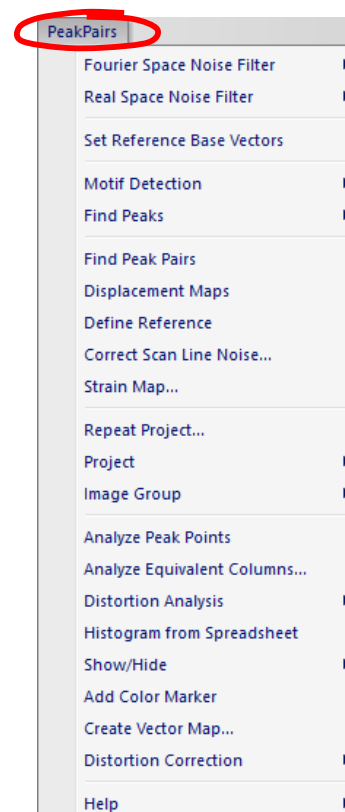 PeakPairs
Fourier Space Noise Filter
Real Space Noise Filter
Set Reference Base Vectors
Motif Detection
Find Peaks
Find Peak Pairs
Displacement Maps
Define Reference
Correct Scan Line Noise...
Strain Map...
Repeat Project...
Project
Image Group
Analyze Peak Points
Analyze Equivalent Columns...
Distortion Analysis
Histogram from Spreadsheet
Show/Hide
Add Color Marker
Create Vector Map...
Distortion Correction
Help